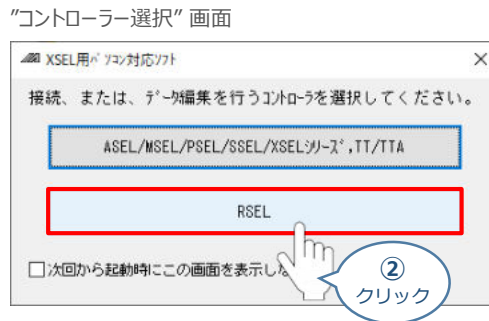 ”コントローラー選択” 画面
XSEL用ﾊﾟｿｺﾝ対応ｿﾌﾄ
接続、または、ﾃﾞｰﾀ編集を行うｺﾝﾄﾛｰﾗを選択してください。
ASEL/MSEL/PSEL/SSEL/XSELｼﾘｰｽﾞ,TT/TTA
RSEL
次回から起動時にこの画面を表示しな
②
クリック